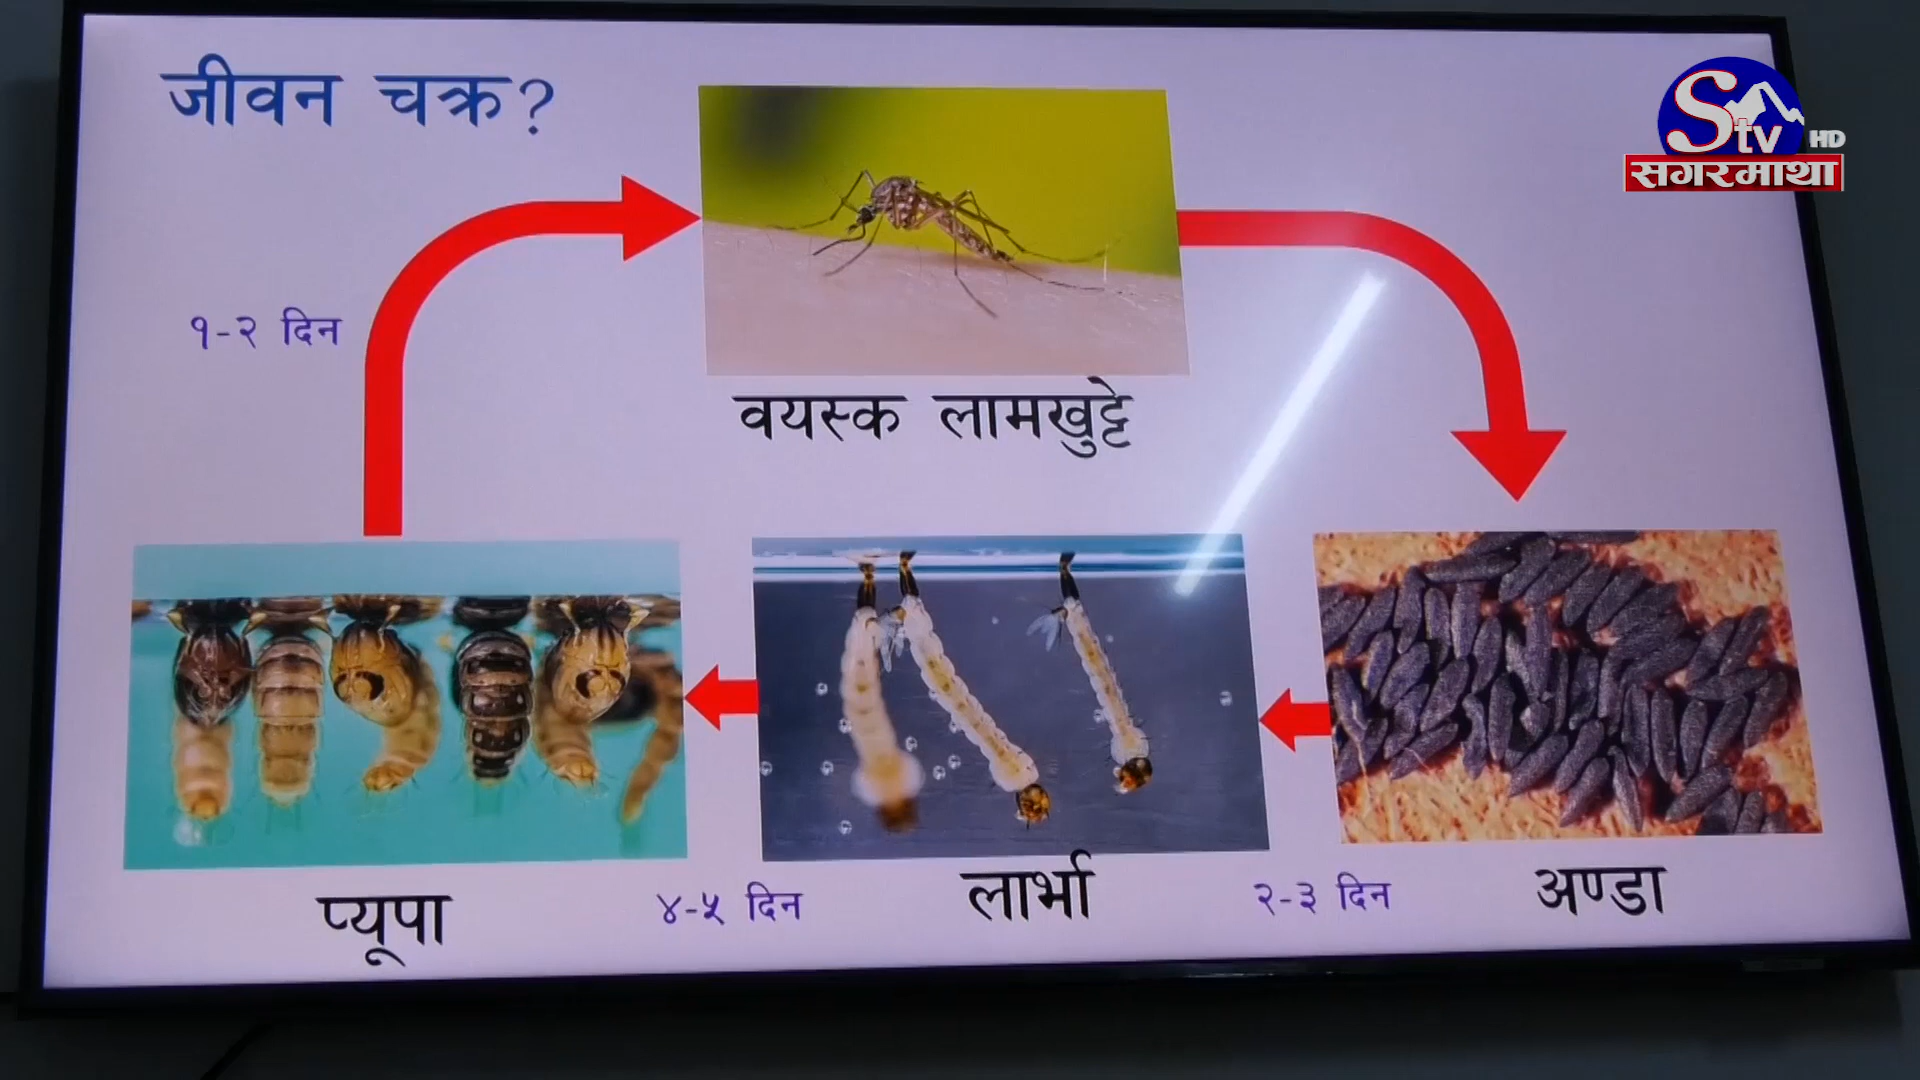 जीवन चक्र?
Stv HD
सगरमाथा
१-२ दिन
वयस्क लामखुट्टे
प्यूपा
४-५ दिन
लार्भा
२-३ दिन
अण्डा